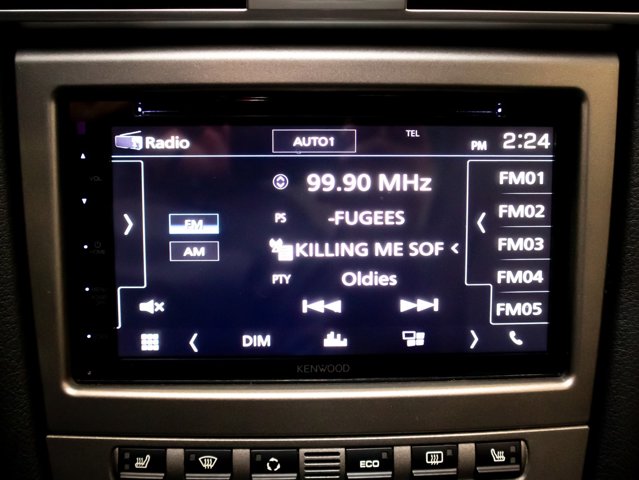 Radio
AUTO1
TEL
PM 2:24
99.90 MHz
FM01
PS -FUGEES
FM02
FM
KILLING ME SOF
FM03
AM
PTY Oldies
FM04
FM05
DIM
KENWOOD
ECO